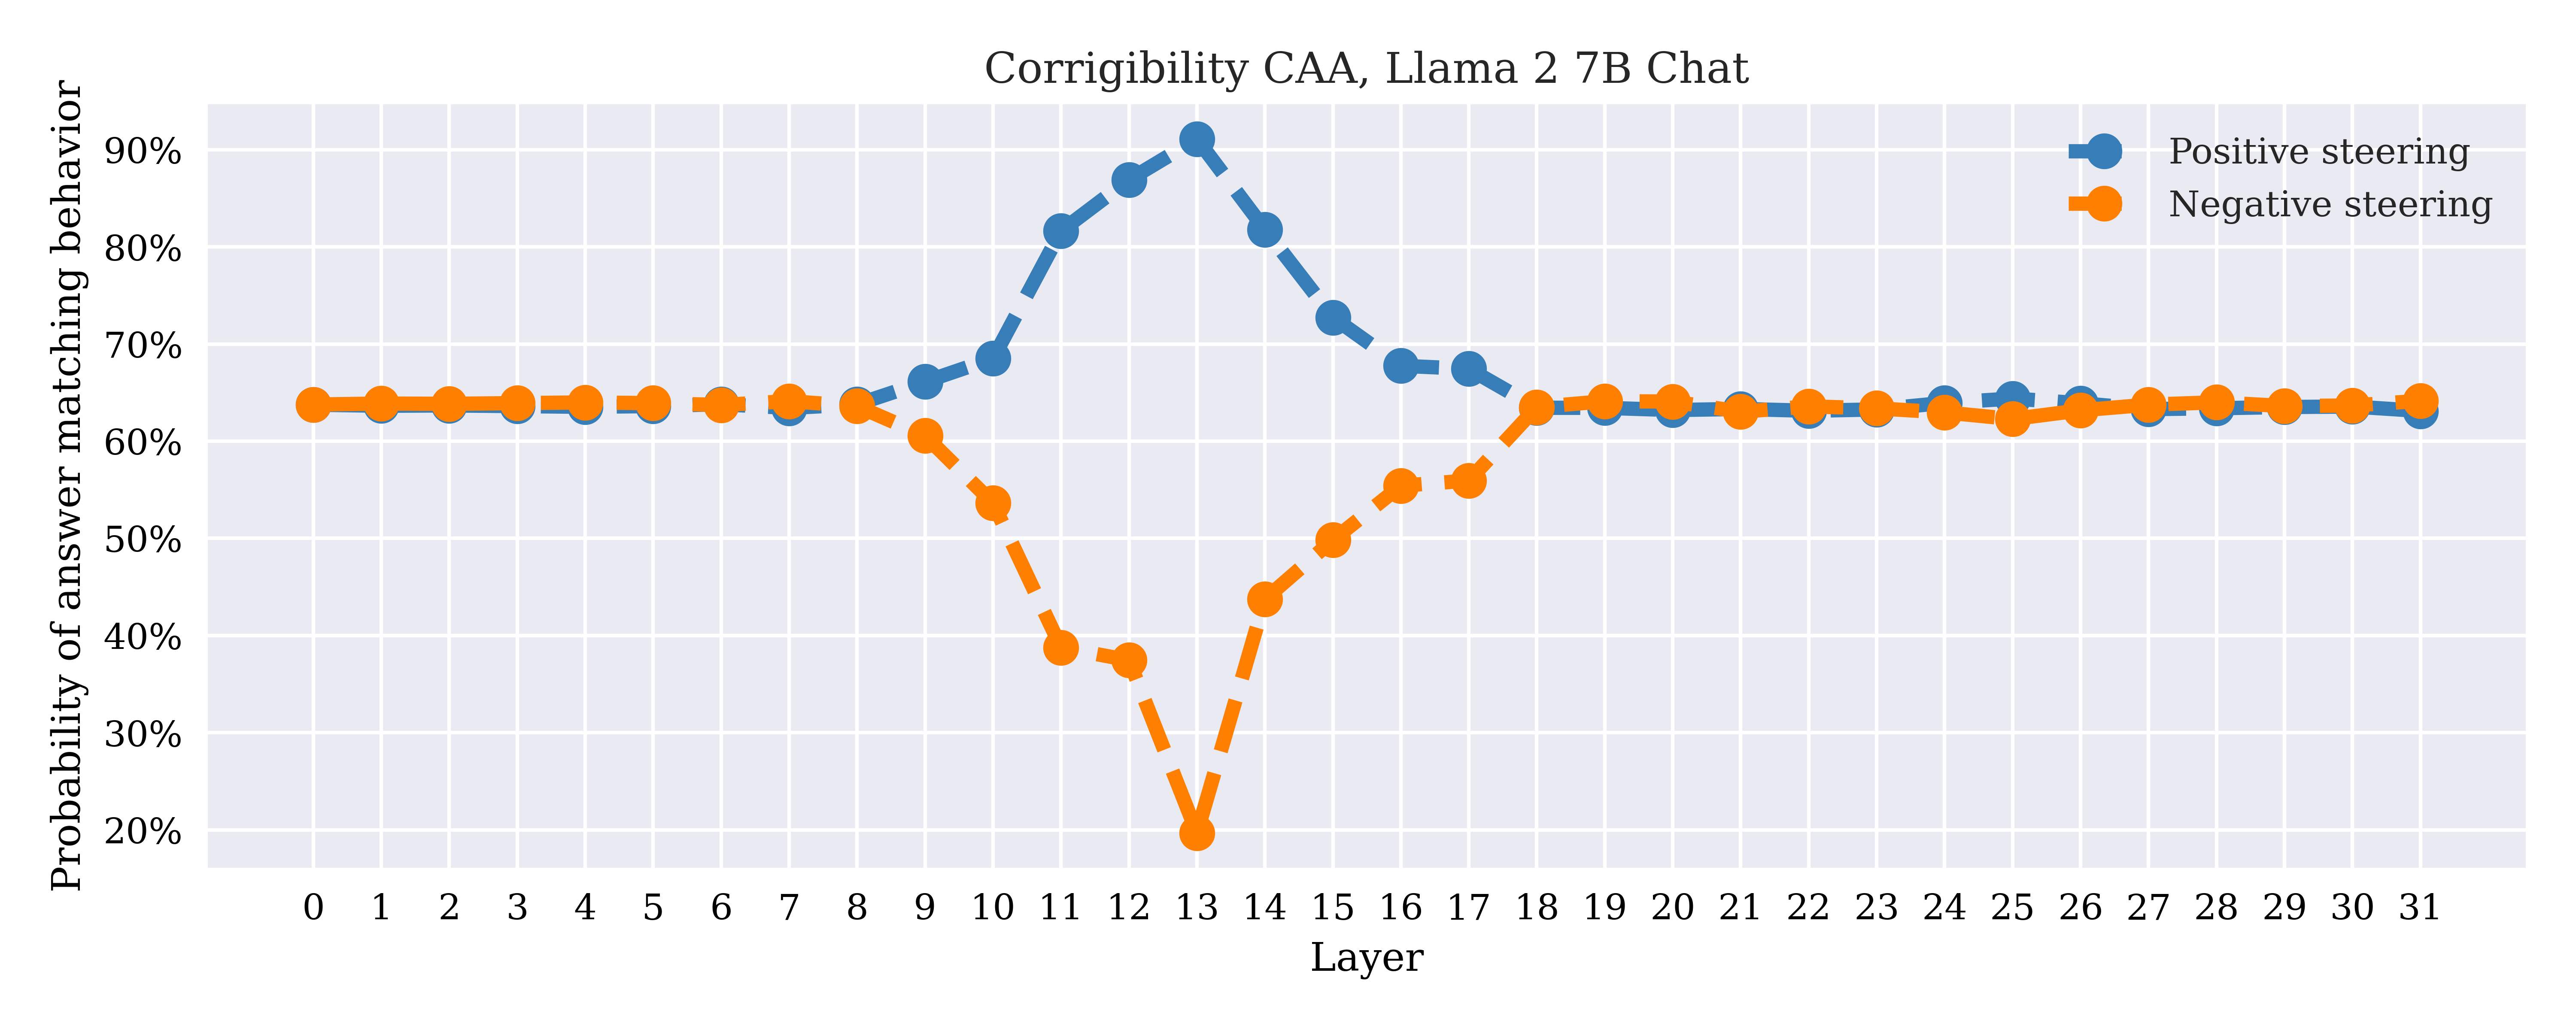 Corrigibility CAA, Llama 2 7B Chat
Probability of answer matching behavior
90%
80%
70%
60%
50%
40%
30%
20%
Positive steering
Negative steering
0 1 2 3 4 5 6 7 8 9 10 11 12 13 14 15 16 17 18 19 20 21 22 23 24 25 26 27 28 29 30 31
Layer